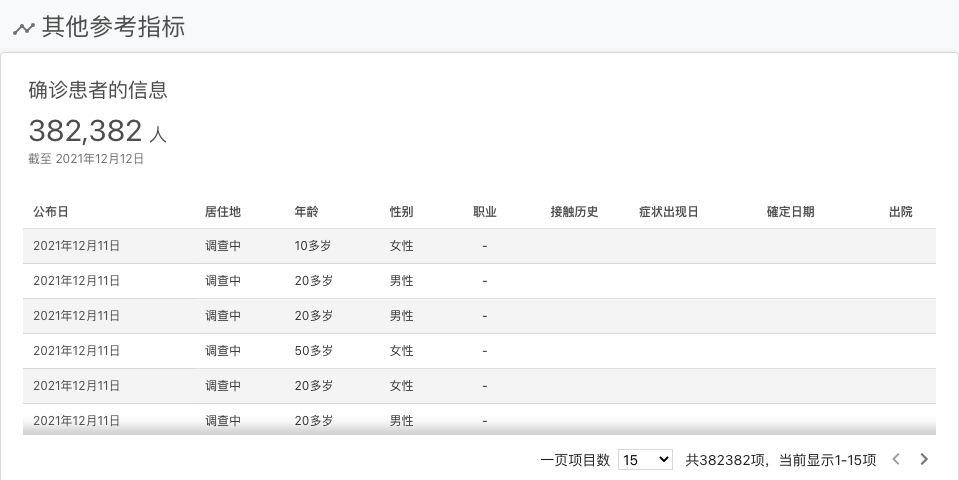 其他参考指标
确诊患者的信息
382,382 人
截至 2021年12月12日
公布日 居住地 年龄 性别 职业 接触历史 症状出现日 確定日期 出院
2021年12月11日 调查中 10多岁 女性 -
2021年12月11日 调查中 20多岁 男性 -
2021年12月11日 调查中 20多岁 男性 -
2021年12月11日 调查中 50多岁 女性 -
2021年12月11日 调查中 20多岁 女性 -
2021年12月11日 调查中 20多岁 男性 -
一页项目数 15 共382382项，当前显示1-15项